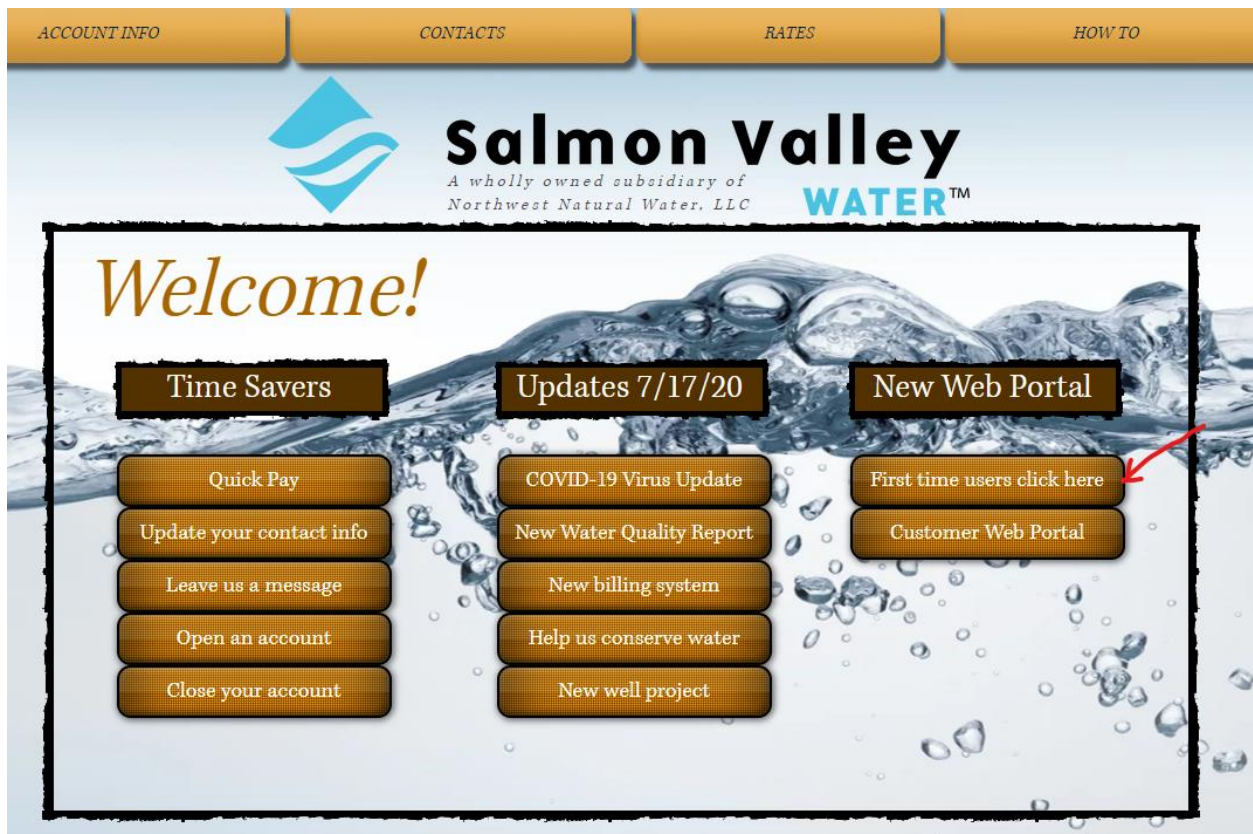 ACCOUNT INFO
CONTACTS
RATES
HOW TO
Salmon Valley
A wholly owned subsidiary of
Northwest Natural Water, LLC
WATER™
Welcome!
Time Savers
Quick Pay
Update your contact info
Leave us a message
Open an account
Close your account
Updates 7/17/20
COVID-19 Virus Update
New Water Quality Report
New billing system
Help us conserve water
New well project
New Web Portal
First time users click here
Customer Web Portal